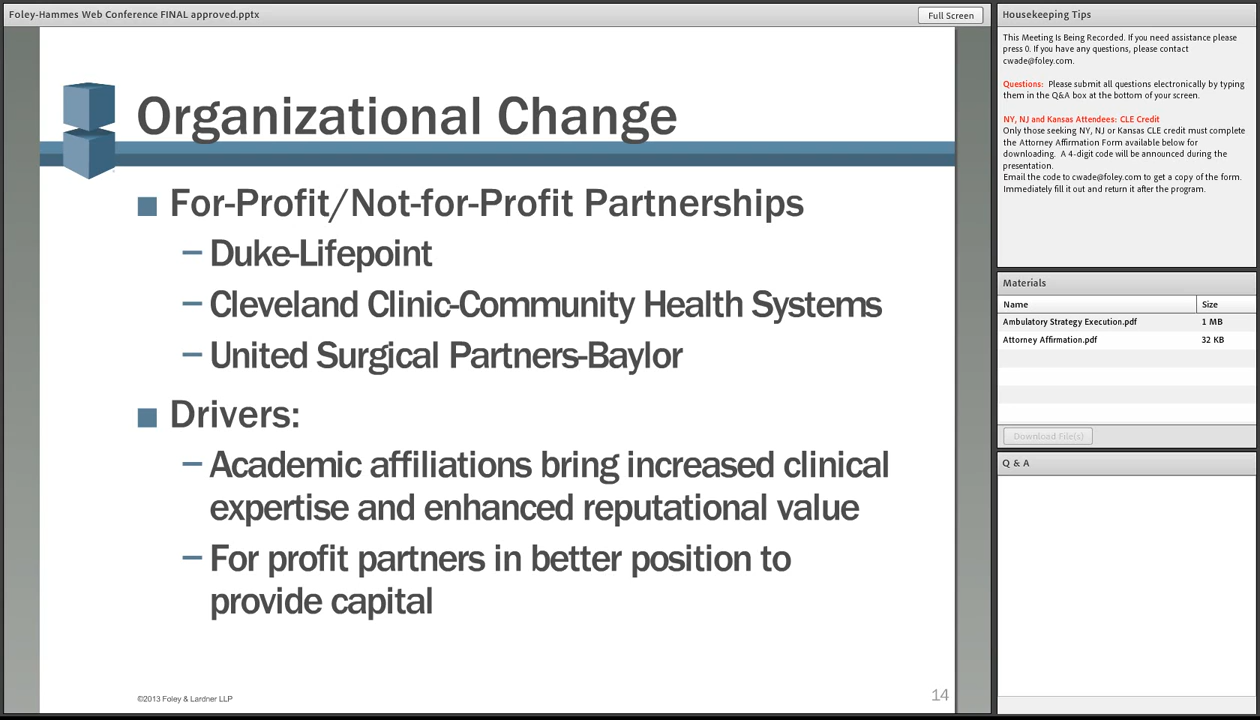 Foley-Hammes Web Conference FINAL approved.pptx
Full Screen
Organizational Change
For-Profit/Not-for-Profit Partnerships
– Duke-Lifepoint
– Cleveland Clinic-Community Health Systems
– United Surgical Partners-Baylor
Drivers:
– Academic affiliations bring increased clinical
expertise and enhanced reputational value
– For profit partners in better position to
provide capital
©2013 Foley & Lardner LLP
14
Housekeeping Tips
This Meeting Is Being Recorded. If you need assistance please
press 0. If you have any questions, please contact
cwade@foley.com.
Questions: Please submit all questions electronically by typing
them in the Q&A box at the bottom of your screen.
NY, NJ and Kansas Attendees: CLE Credit
Only those seeking NY, NJ or Kansas CLE credit must complete
the Attorney Affirmation Form available below for
downloading. A 4-digit code will be announced during the
presentation.
Email the code to cwade@foley.com to get a copy of the form.
Immediately fill it out and return it after the program.
Materials
Name Size
Ambulatory Strategy Execution.pdf 1 MB
Attorney Affirmation.pdf 32 KB
Download File(s)
Q & A